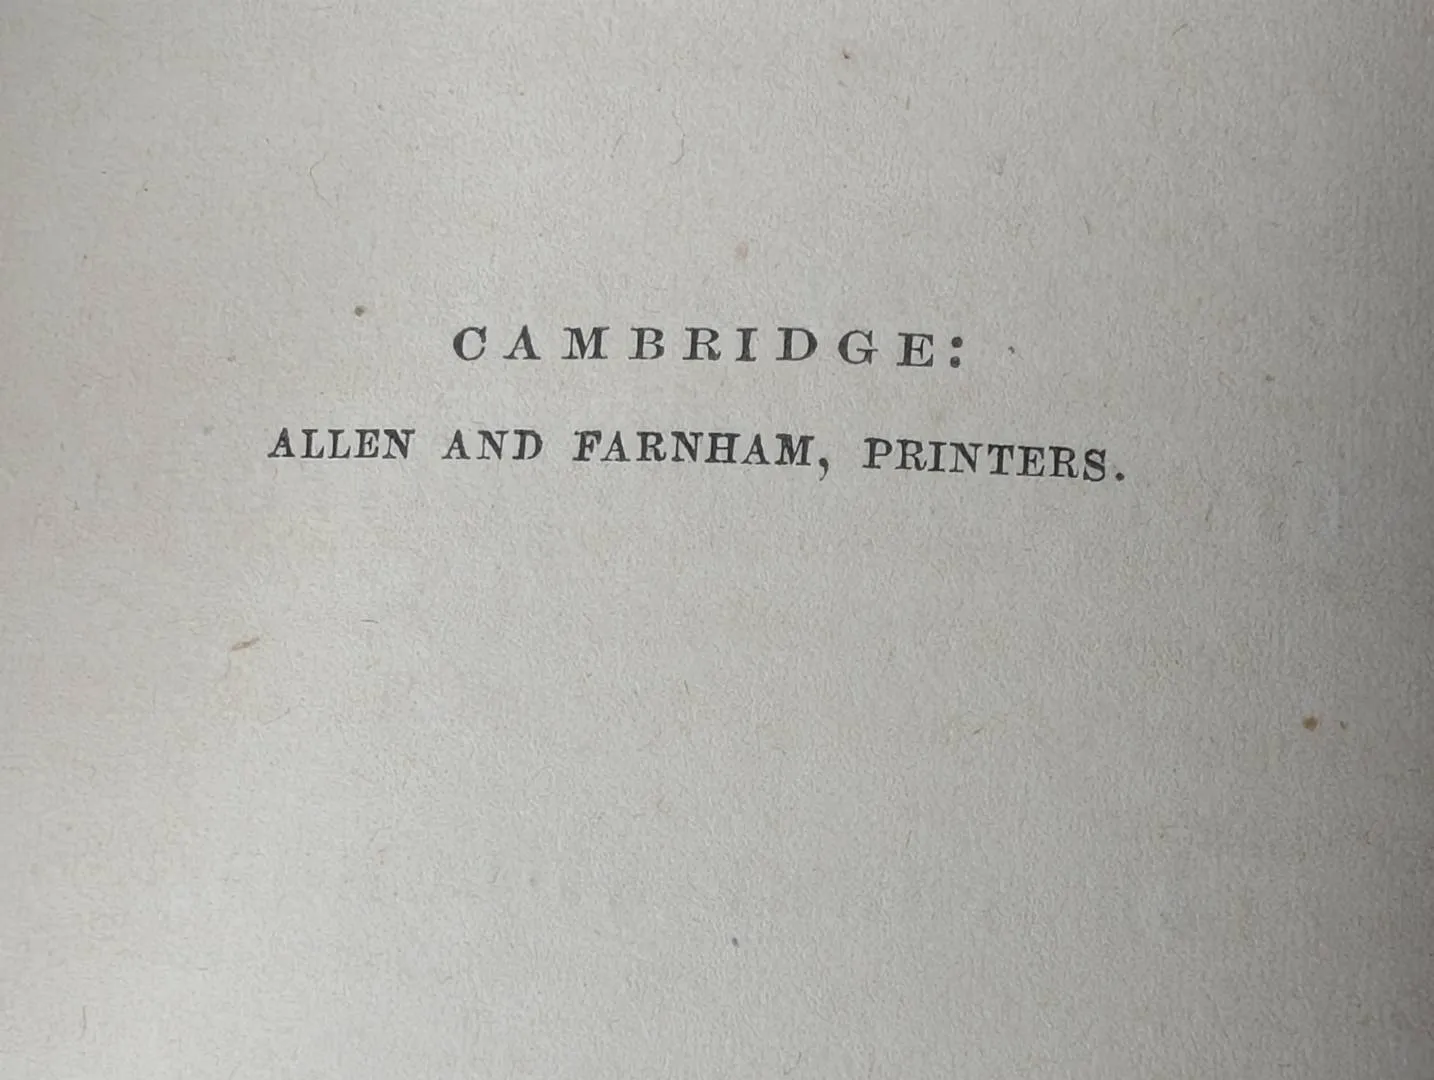 CAMBRIDGE:
ALLEN AND FARNHAM, PRINTERS.